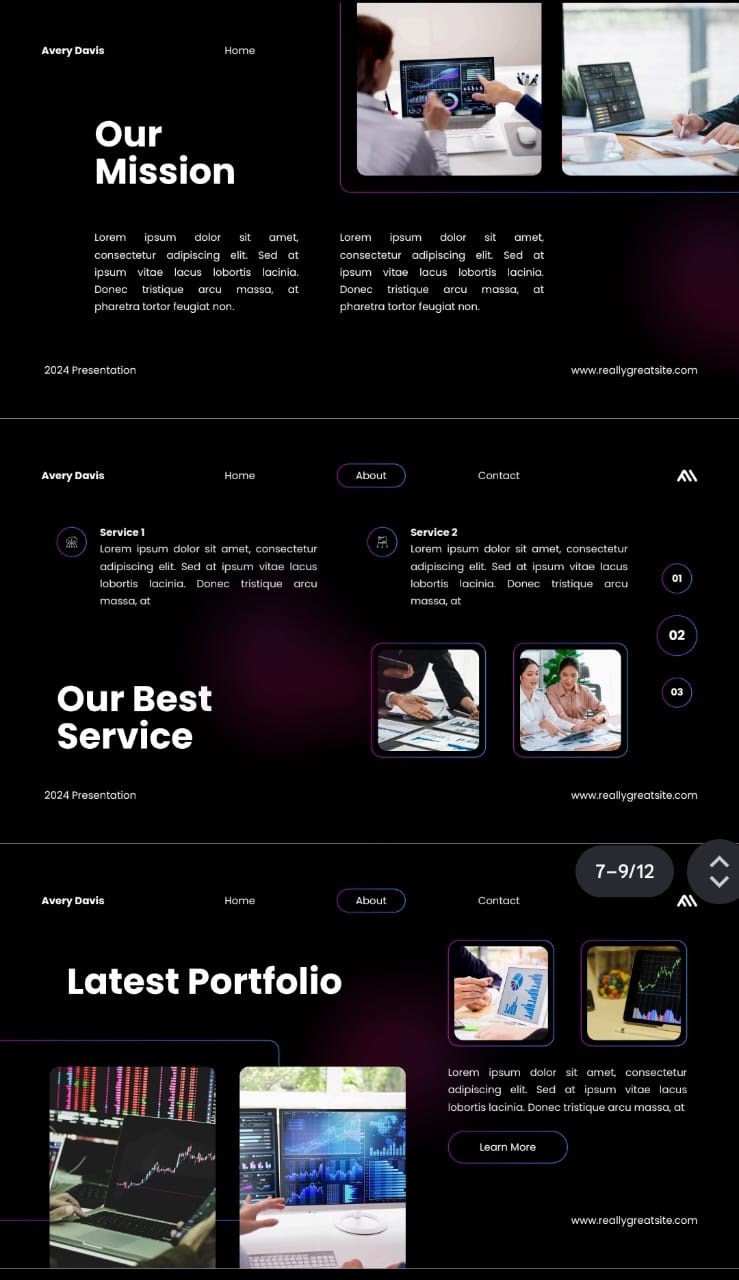 Avery Davis
Home
Our
Mission
Lorem ipsum dolor sit amet,
consectetur adipiscing elit. Sed at
ipsum vitae lacus lobortis lacinia.
Donec tristique arcu massa, at
pharetra tortor feugiat non.
Lorem ipsum dolor sit amet,
consectetur adipiscing elit. Sed at
ipsum vitae lacus lobortis lacinia.
Donec tristique arcu massa, at
pharetra tortor feugiat non.
2024 Presentation
www.reallygreatsite.com
Avery Davis
Home
About
Contact
Service 1
Lorem ipsum dolor sit amet, consectetur
adipiscing elit. Sed at ipsum vitae lacus
lobortis lacinia. Donec tristique arcu
massa, at
Service 2
Lorem ipsum dolor sit amet, consectetur
adipiscing elit. Sed at ipsum vitae lacus
lobortis lacinia. Donec tristique arcu
massa, at
01
02
03
Our Best
Service
2024 Presentation
www.reallygreatsite.com
7–9/12
Avery Davis
Home
About
Contact
Latest Portfolio
Lorem ipsum dolor sit amet, consectetur
adipiscing elit. Sed at ipsum vitae lacus
lobortis lacinia. Donec tristique arcu massa, at
Learn More
www.reallygreatsite.com